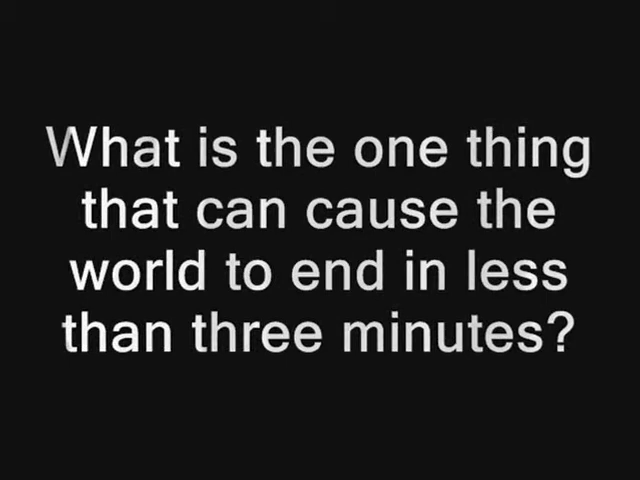 What is the one thing
that can cause the
world to end in less
than three minutes?